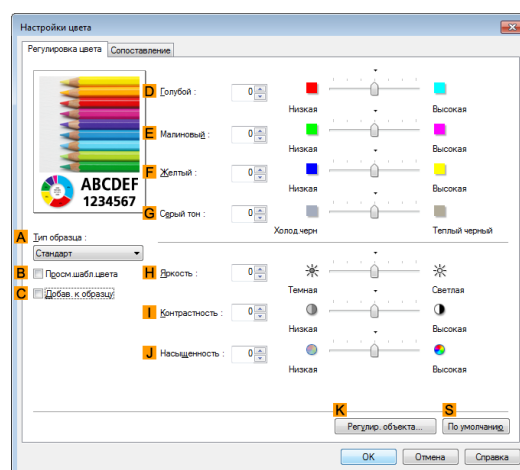 Настройки цвета
Регулировка цвета Сопоставление
D Голубой : 0
Низкая Высокая
E Малиновый : 0
Низкая Высокая
F Желтый : 0
Низкая Высокая
ABCDEF
1234567
G Серый тон : 0
Холод.черн Теплый черный
A Тип образца :
Стандарт
B Просм.шабл.цвета
H Яркость : 0
Темная Светлая
C Добав. к образцу
I Контрастность : 0
Низкая Высокая
J Насыщенность : 0
Низкая Высокая
K S
Регулир. объекта... По умолчанию
OK Отмена Справка